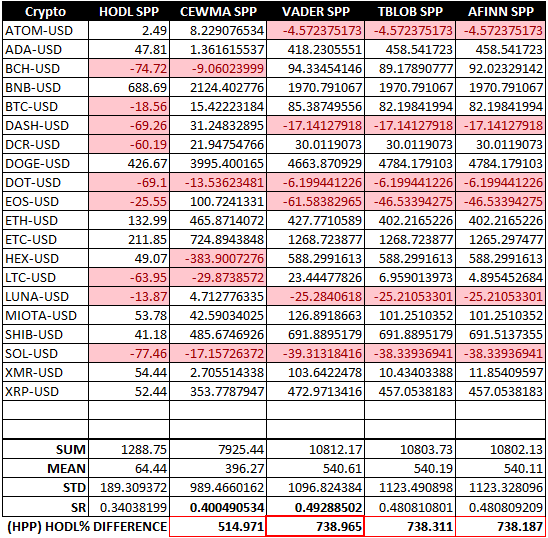 Crypto HODL SPP CEWMA SPP VADER SPP TBLOB SPP AFINN SPP
ATOM-USD 2.49 8.229076534 -4.572375173 -4.572375173 -4.572375173
ADA-USD 47.81 1.361615537 418.2305551 458.541723 458.541723
BCH-USD -74.72 -9.06023999 94.33454146 89.17890777 92.02329142
BNB-USD 688.69 2124.402776 1970.791067 1970.791067 1970.791067
BTC-USD -18.56 15.42223184 85.38749556 82.19841994 82.19841994
DASH-USD -69.26 31.24832895 -17.14127918 -17.14127918 -17.14127918
DCR-USD -60.19 21.94754766 30.0119073 30.0119073 30.0119073
DOGE-USD 426.67 3995.400165 4663.870929 4784.179103 4784.179103
DOT-USD -69.1 -13.53623481 -6.199441226 -6.199441226 -6.199441226
EOS-USD -25.55 100.7241331 -61.58382965 -46.53394275 -46.53394275
ETH-USD 132.99 465.8714072 427.7710589 402.2165226 402.2165226
ETC-USD 211.85 724.8943848 1268.723877 1268.723877 1265.297477
HEX-USD 49.07 -383.9007276 588.2991613 588.2991613 588.2991613
LTC-USD -63.95 -29.8738572 23.44477826 6.959013973 4.895452684
LUNA-USD -13.87 4.712776335 -25.2840618 -25.21053301 -25.21053301
MIOTA-USD 53.78 42.59034025 126.8918663 101.2510352 101.2510352
SHIB-USD 41.18 485.6746926 691.8895179 691.8895179 691.5137355
SOL-USD -77.46 -17.15726372 -39.31318416 -38.33936941 -38.33936941
XMR-USD 54.44 2.705514338 103.6422478 10.43403388 11.85409597
XRP-USD 52.44 353.7787947 472.9713416 457.0538183 457.0538183
SUM 1288.75 7925.44 10812.17 10803.73 10802.13
MEAN 64.44 396.27 540.61 540.19 540.11
STD 189.309372 989.4660162 1096.824384 1123.490898 1123.328096
SR 0.34038199 0.400490534 0.49288502 0.480810801 0.480809209
(HPP) HODL% DIFFERENCE 514.971 738.965 738.311 738.187